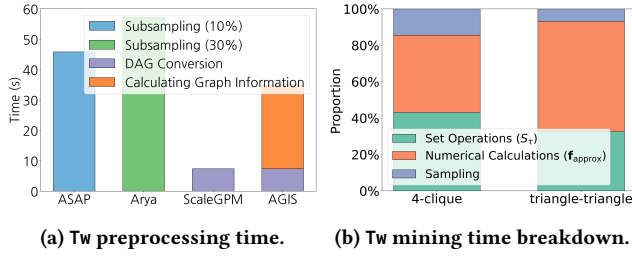 60
50
40
30
20
10
0
Time (s)
Subsampling (10%)
Subsampling (30%)
DAG Conversion
Calculating Graph Information
ASAP
Arya
ScaleGPM
AGIS
(a) Tw preprocessing time.
100%
80%
60%
40%
20%
0%
Proportion
Set Operations (S_T)
Numerical Calculations (f_approx)
Sampling
4-clique
triangle-triangle
(b) Tw mining time breakdown.